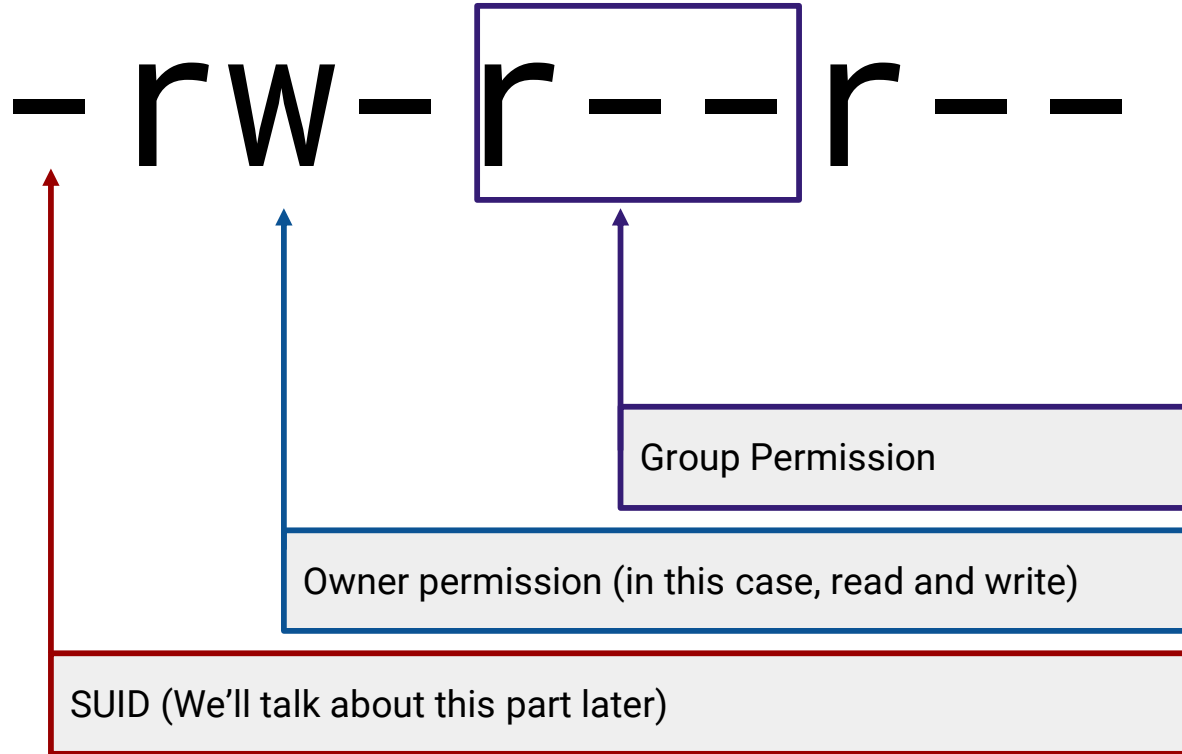 -rw-r--r--
Group Permission
Owner permission (in this case, read and write)
SUID (We’ll talk about this part later)